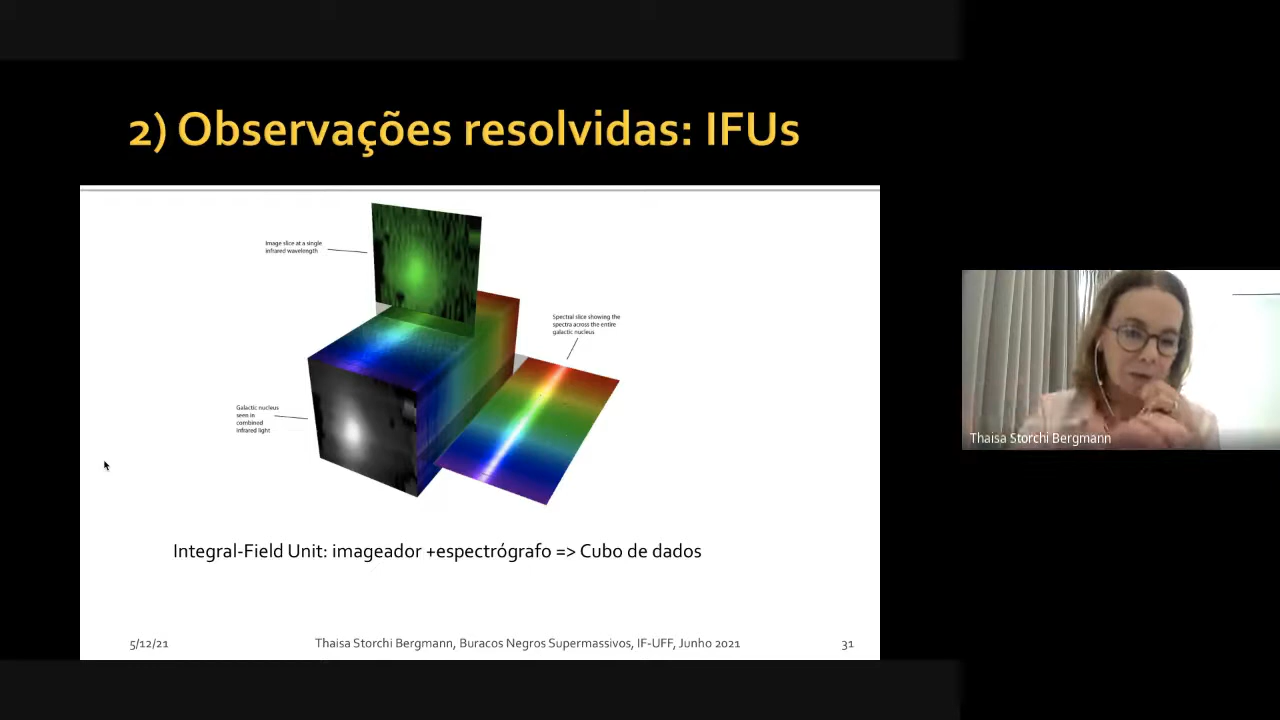 2) Observações resolvidas: IFUs
Image slice at a single
infrared wavelength
Spectral slice showing the
spectra across the entire
galactic nucleus
Galactic nucleus
seen in
combined
infrared light
Integral-Field Unit: imageador +espectrógrafo => Cubo de dados
5/12/21
Thaisa Storchi Bergmann, Buracos Negros Supermassivos, IF-UFF, Junho 2021
31
Thaisa Storchi Bergmann